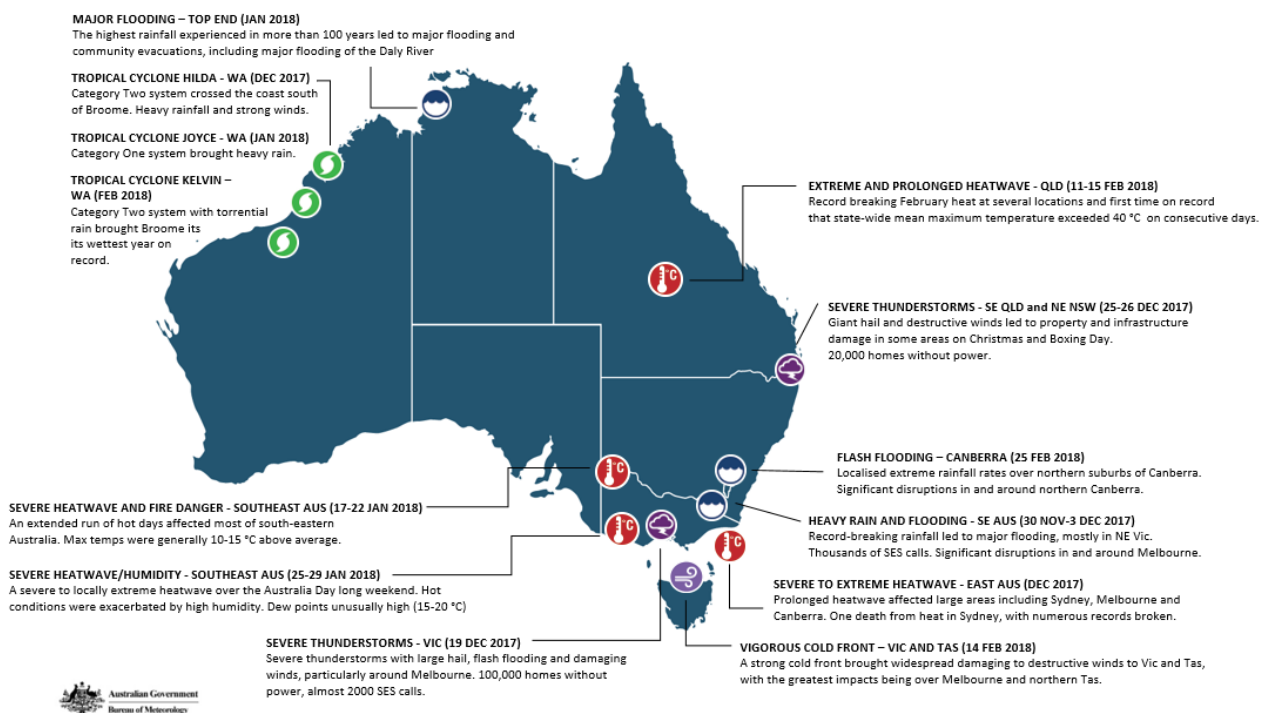 MAJOR FLOODING – TOP END (JAN 2018)
The highest rainfall experienced in more than 100 years led to major flooding and
community evacuations, including major flooding of the Daly River
TROPICAL CYCLONE HILDA - WA (DEC 2017)
Category Two system crossed the coast south
of Broome. Heavy rainfall and strong winds.
TROPICAL CYCLONE JOYCE - WA (JAN 2018)
Category One system brought heavy rain.
TROPICAL CYCLONE KELVIN –
WA (FEB 2018)
Category Two system with torrential
rain brought Broome its
its wettest year on
record.
EXTREME AND PROLONGED HEATWAVE - QLD (11-15 FEB 2018)
Record breaking February heat at several locations and first time on record
that state-wide mean maximum temperature exceeded 40 °C on consecutive days.
°C
SEVERE THUNDERSTORMS - SE QLD and NE NSW (25-26 DEC 2017)
Giant hail and destructive winds led to property and infrastructure
damage in some areas on Christmas and Boxing Day.
20,000 homes without power.
FLASH FLOODING – CANBERRA (25 FEB 2018)
Localised extreme rainfall rates over northern suburbs of Canberra.
Significant disruptions in and around northern Canberra.
°C
SEVERE HEATWAVE AND FIRE DANGER - SOUTHEAST AUS (17-22 JAN 2018)
An extended run of hot days affected most of south-eastern
Australia. Max temps were generally 10-15 °C above average.
HEAVY RAIN AND FLOODING - SE AUS (30 NOV-3 DEC 2017)
Record-breaking rainfall led to major flooding, mostly in NE Vic.
Thousands of SES calls. Significant disruptions in and around Melbourne.
°C
°C
SEVERE HEATWAVE/HUMIDITY - SOUTHEAST AUS (25-29 JAN 2018)
A severe to locally extreme heatwave over the Australia Day long weekend. Hot
conditions were exacerbated by high humidity. Dew points unusually high (15-20 °C)
SEVERE TO EXTREME HEATWAVE - EAST AUS (DEC 2017)
Prolonged heatwave affected large areas including Sydney, Melbourne and
Canberra. One death from heat in Sydney, with numerous records broken.
SEVERE THUNDERSTORMS - VIC (19 DEC 2017)
Severe thunderstorms with large hail, flash flooding and damaging
winds, particularly around Melbourne. 100,000 homes without
power, almost 2000 SES calls.
VIGOROUS COLD FRONT – VIC AND TAS (14 FEB 2018)
A strong cold front brought widespread damaging to destructive winds to Vic and Tas,
with the greatest impacts being over Melbourne and northern Tas.
Australian Government
Bureau of Meteorology